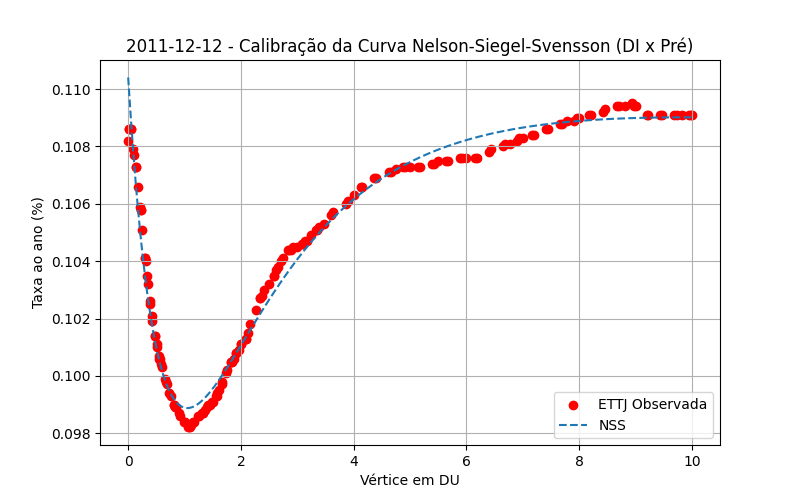 2011-12-12 - Calibração da Curva Nelson-Siegel-Svensson (DI x Pré)
Taxa ao ano (%)
0.110
0.108
0.106
0.104
0.102
0.100
0.098
ETTJ Observada
NSS
0 2 4 6 8 10
Vértice em DU